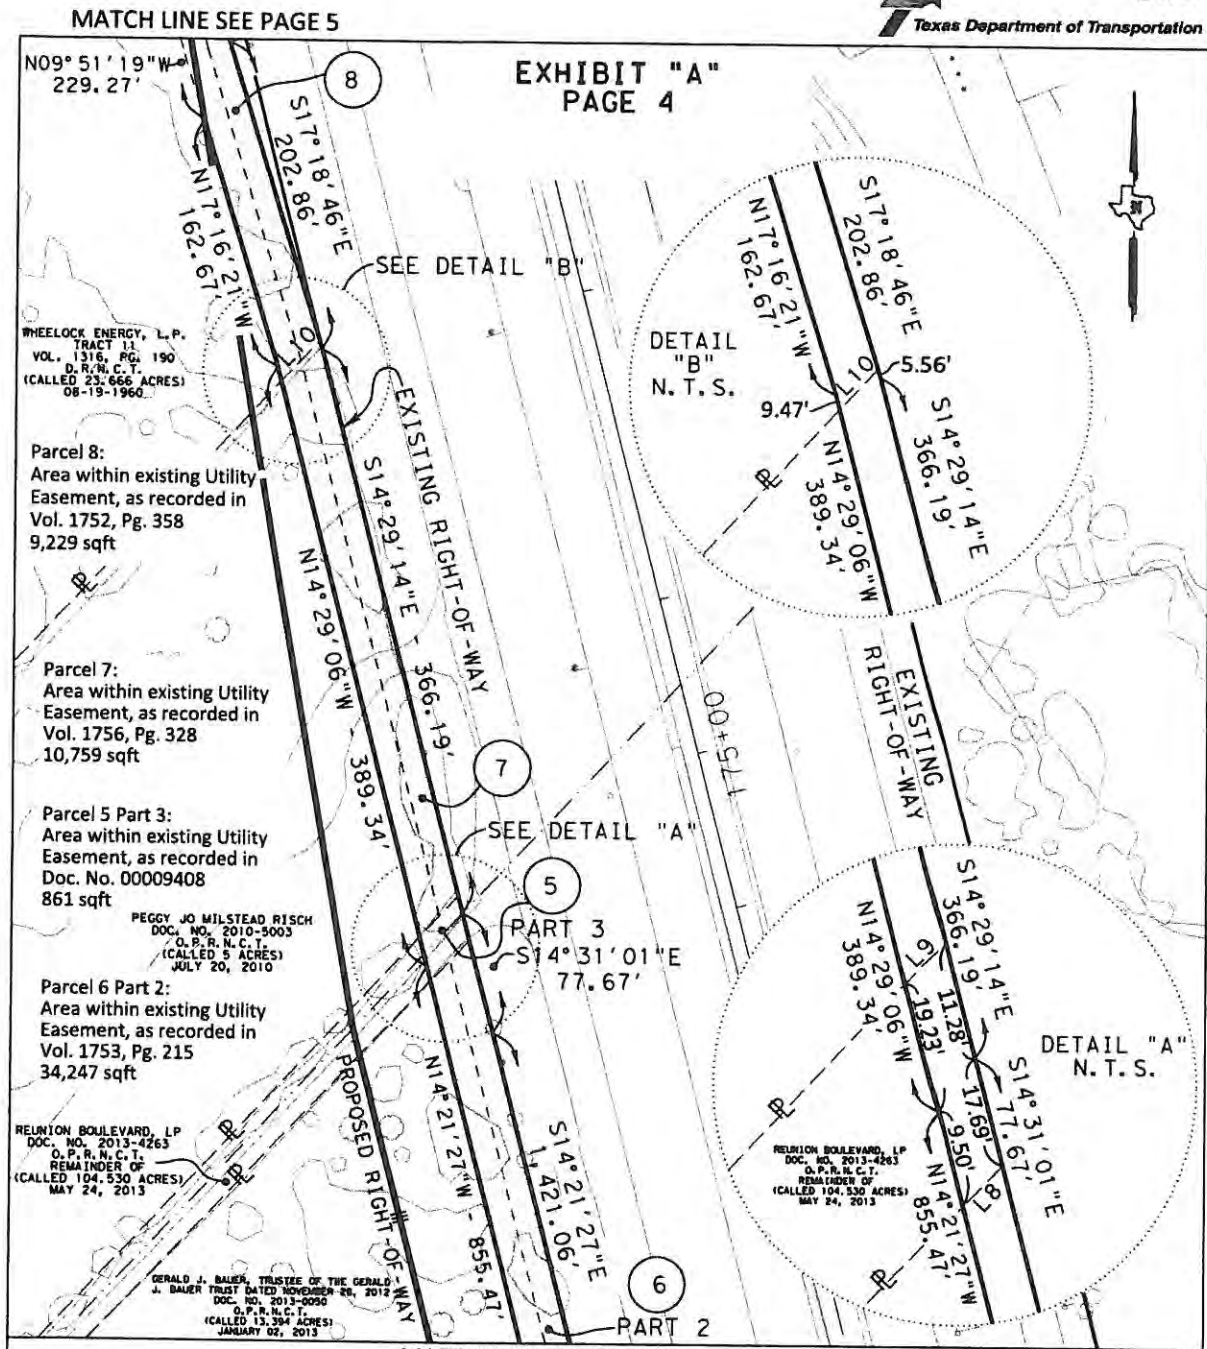 MATCH LINE SEE PAGE 5
Texas Department of Transportation
EXHIBIT "A"
PAGE 4
N09°51'19"W
229.27'
8
S17°18'46"E
202.86'
N17°16'21"W
162.67'
SEE DETAIL "B"
L10
WHEELOCK ENERGY, L.P.
TRACT 11
VOL. 1316, PG. 190
D.R.N.C.T.
(CALLED 23.666 ACRES)
08-19-1960
Parcel 8:
Area within existing Utility
Easement, as recorded in
Vol. 1752, Pg. 358
9,229 sqft
EXISTING RIGHT-OF-WAY
S14°29'14"E - 366.19'
N14°29'06"W - 389.34'
PL
Parcel 7:
Area within existing Utility
Easement, as recorded in
Vol. 1756, Pg. 328
10,759 sqft
7
175+00
Parcel 5 Part 3:
Area within existing Utility
Easement, as recorded in
Doc. No. 00009408
861 sqft
SEE DETAIL "A"
5
PART 3
S14°31'01"E
77.67'
PEGGY JO MILSTEAD RISCH
DOC. NO. 2010-5003
O.P.R.N.C.T.
(CALLED 5 ACRES)
JULY 20, 2010
Parcel 6 Part 2:
Area within existing Utility
Easement, as recorded in
Vol. 1753, Pg. 215
34,247 sqft
PROPOSED RIGHT-OF-WAY
N14°21'27"W - 855.47'
S14°21'27"E
1,421.06'
PL
PL
REUNION BOULEVARD, LP
DOC. NO. 2013-4263
O.P.R.N.C.T.
REMAINDER OF
(CALLED 104.530 ACRES)
MAY 24, 2013
GERALD J. BAUER, TRUSTEE OF THE GERALD
J. BAUER TRUST DATED NOVEMBER 28, 2012
DOC. NO. 2013-0050
O.P.R.N.C.T.
(CALLED 13.394 ACRES)
JANUARY 02, 2013
6
PART 2
DETAIL
"B"
N.T.S.
N17°16'21"W
162.67'
S17°18'46"E
202.86'
L10
5.56'
9.47'
S14°29'14"E
366.19'
N14°29'06"W
389.34'
PL
EXISTING
RIGHT-OF-WAY
DETAIL "A"
N.T.S.
S14°29'14"E
366.19'
N14°29'06"W
389.34'
L9
11.28'
19.23'
S14°31'01"E
77.67'
17.69'
9.50'
L8
N14°21'27"W
855.47'
PL
REUNION BOULEVARD, LP
DOC. NO. 2013-4263
O.P.R.N.C.T.
REMAINDER OF
(CALLED 104.530 ACRES)
MAY 24, 2013
PL